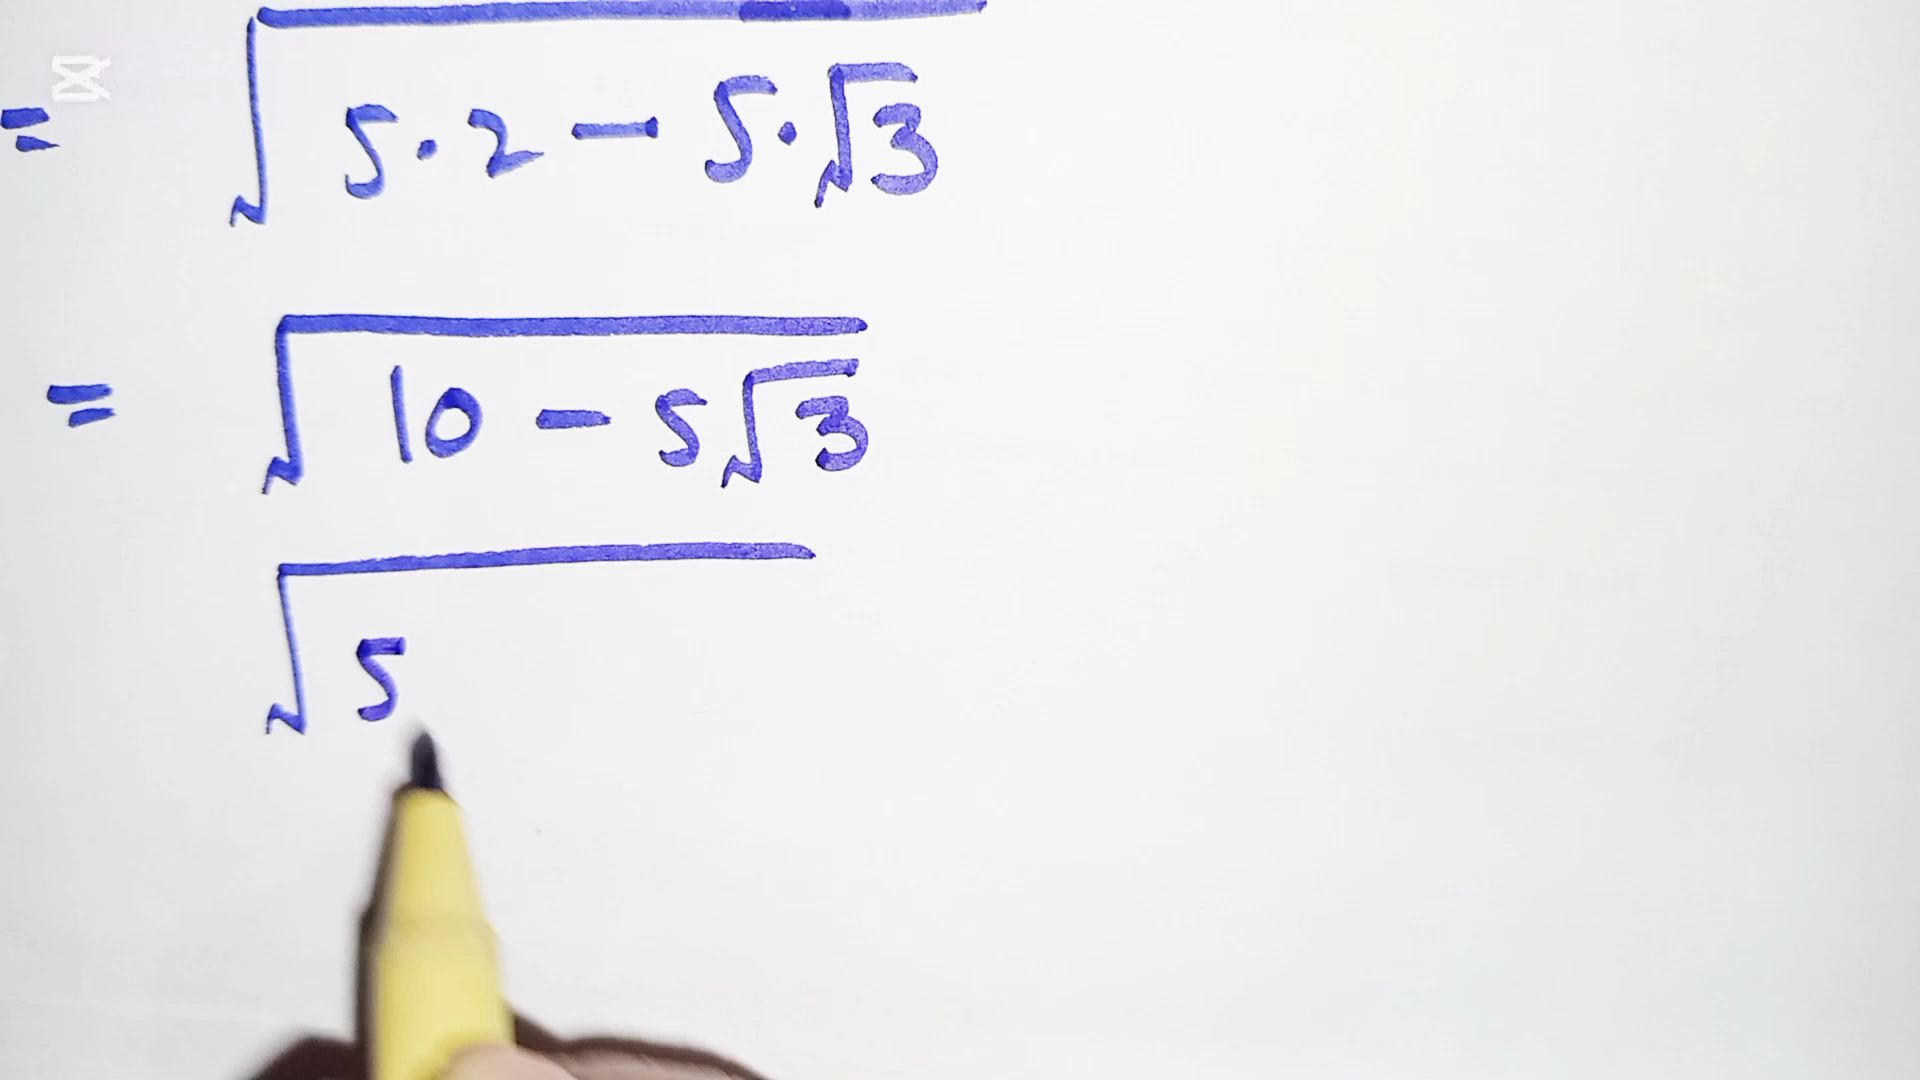 = √(5·2 – 5·√3)
= √(10 – 5√3)
√5